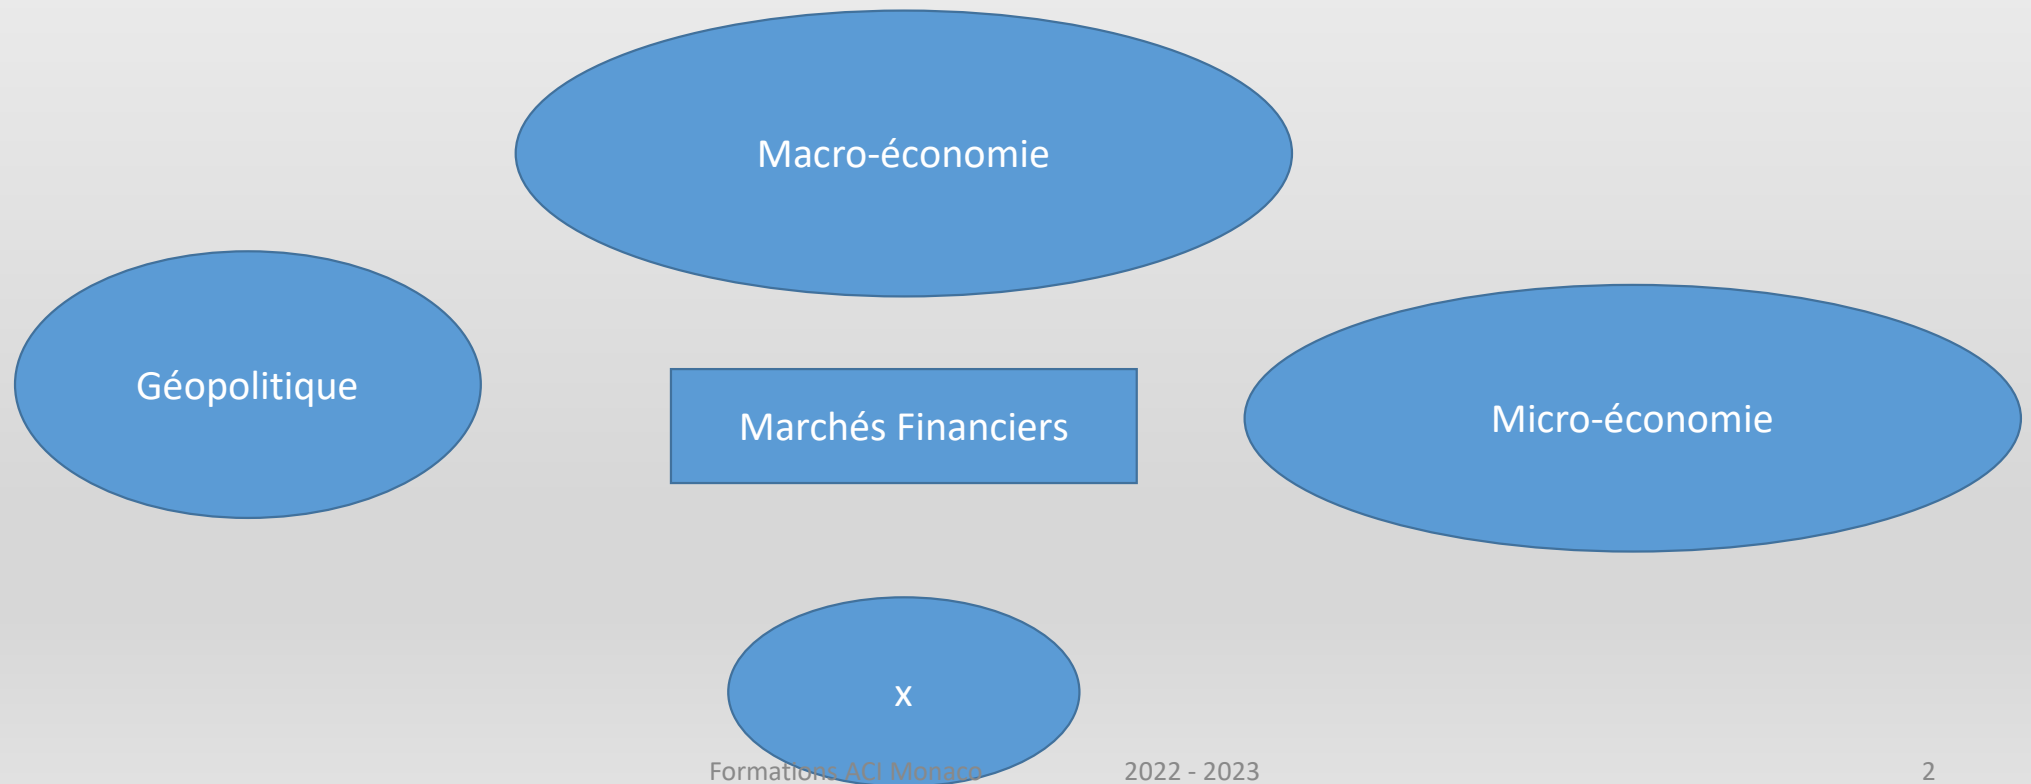 Macro-économie
Géopolitique
Marchés Financiers
Micro-économie
x
Formations ACI Monaco 2022 - 2023 2